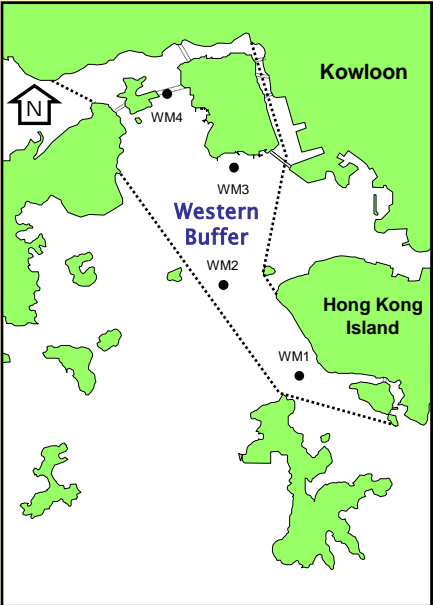 Kowloon
N
WM4
WM3
Western
Buffer
WM2
Hong Kong
Island
WM1